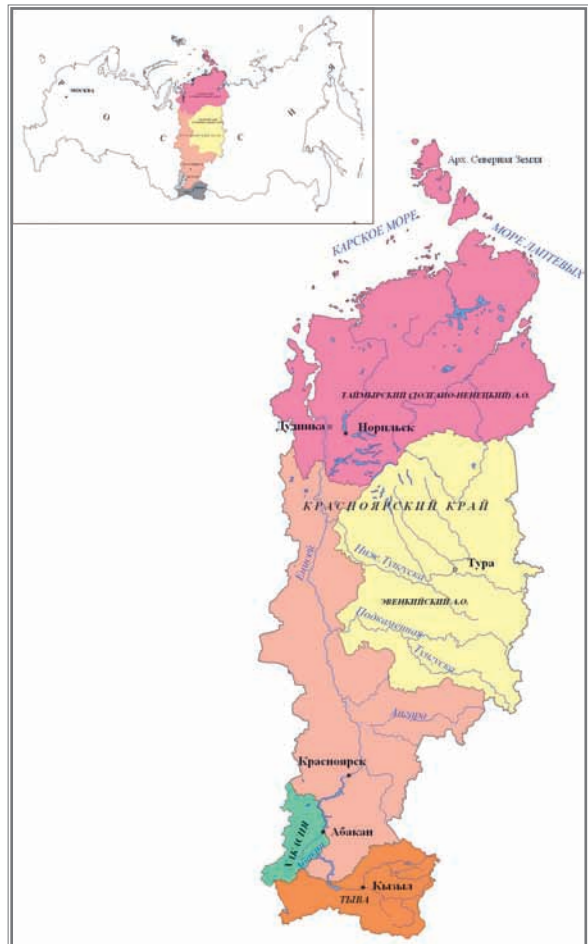 МОСКВА
Р
О
С
С
И
Арх. Северная Земля
КАРСКОЕ МОРЕ
МОРЕ ЛАПТЕВЫХ
ТАЙМЫРСКИЙ (ДОЛГАНО-НЕНЕЦКИЙ) А.О.
Дудинка
Норильск
КРАСНОЯРСКИЙ КРАЙ
Енисей
Ниж. Тунгуска
Тура
ЭВЕНКИЙСКИЙ А.О.
Подкаменная
Тунгуска
Ангара
Красноярск
ХАКАСИЯ
Абакан
Кызыл
ТЫВА